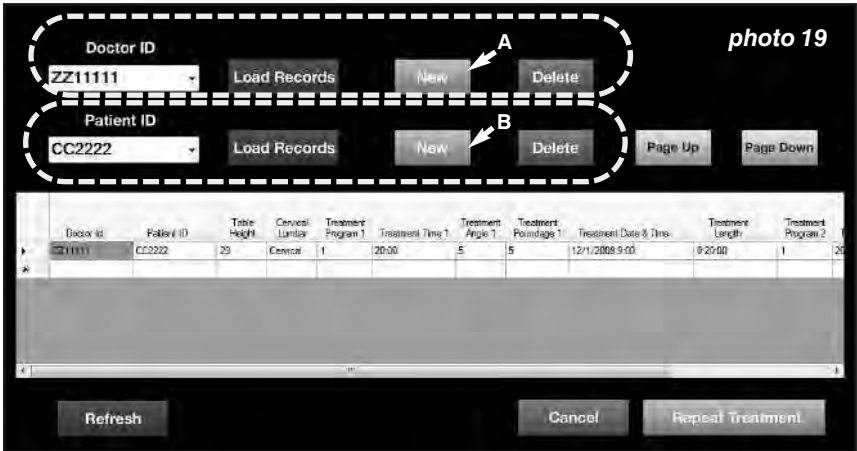 photo 19
A
Doctor ID
ZZ11111 Load Records New Delete
B
Patient ID
CC2222 Load Records New Delete Page Up Page Down
Doctor Id Patient ID Table Height Cervical Lumbar Treatment Program 1 Treatment Time 1 Treatment Angle 1 Treatment Poundage 1 Treatment Date & Time Treatment Length Treatment Program 2
ZZ11111 CC2222 29 Cervical 1 20:00 5 5 12/1/2008 9:00 0:20:00 1 20
Refresh Cancel Repeat Treatment